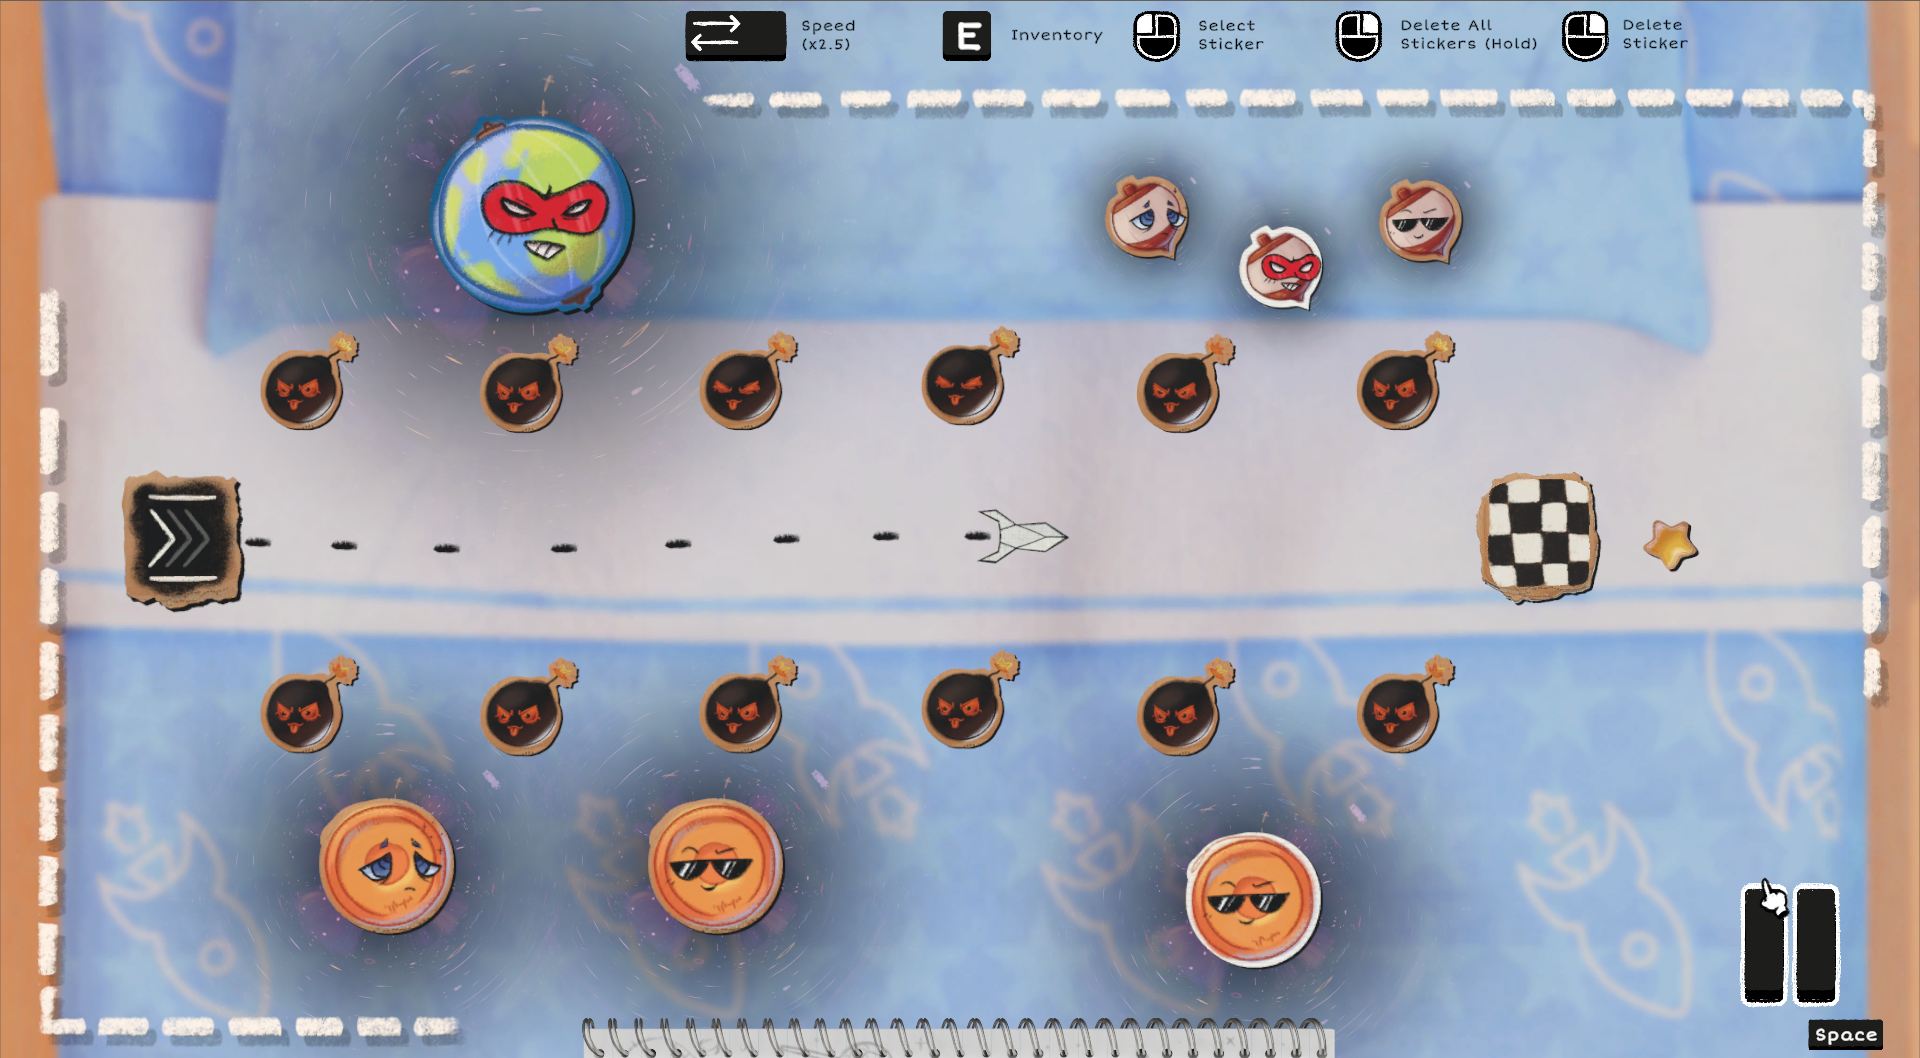 Speed
(x2.5)
E
Inventory
Select
Sticker
Delete All
Stickers (Hold)
Delete
Sticker
Space